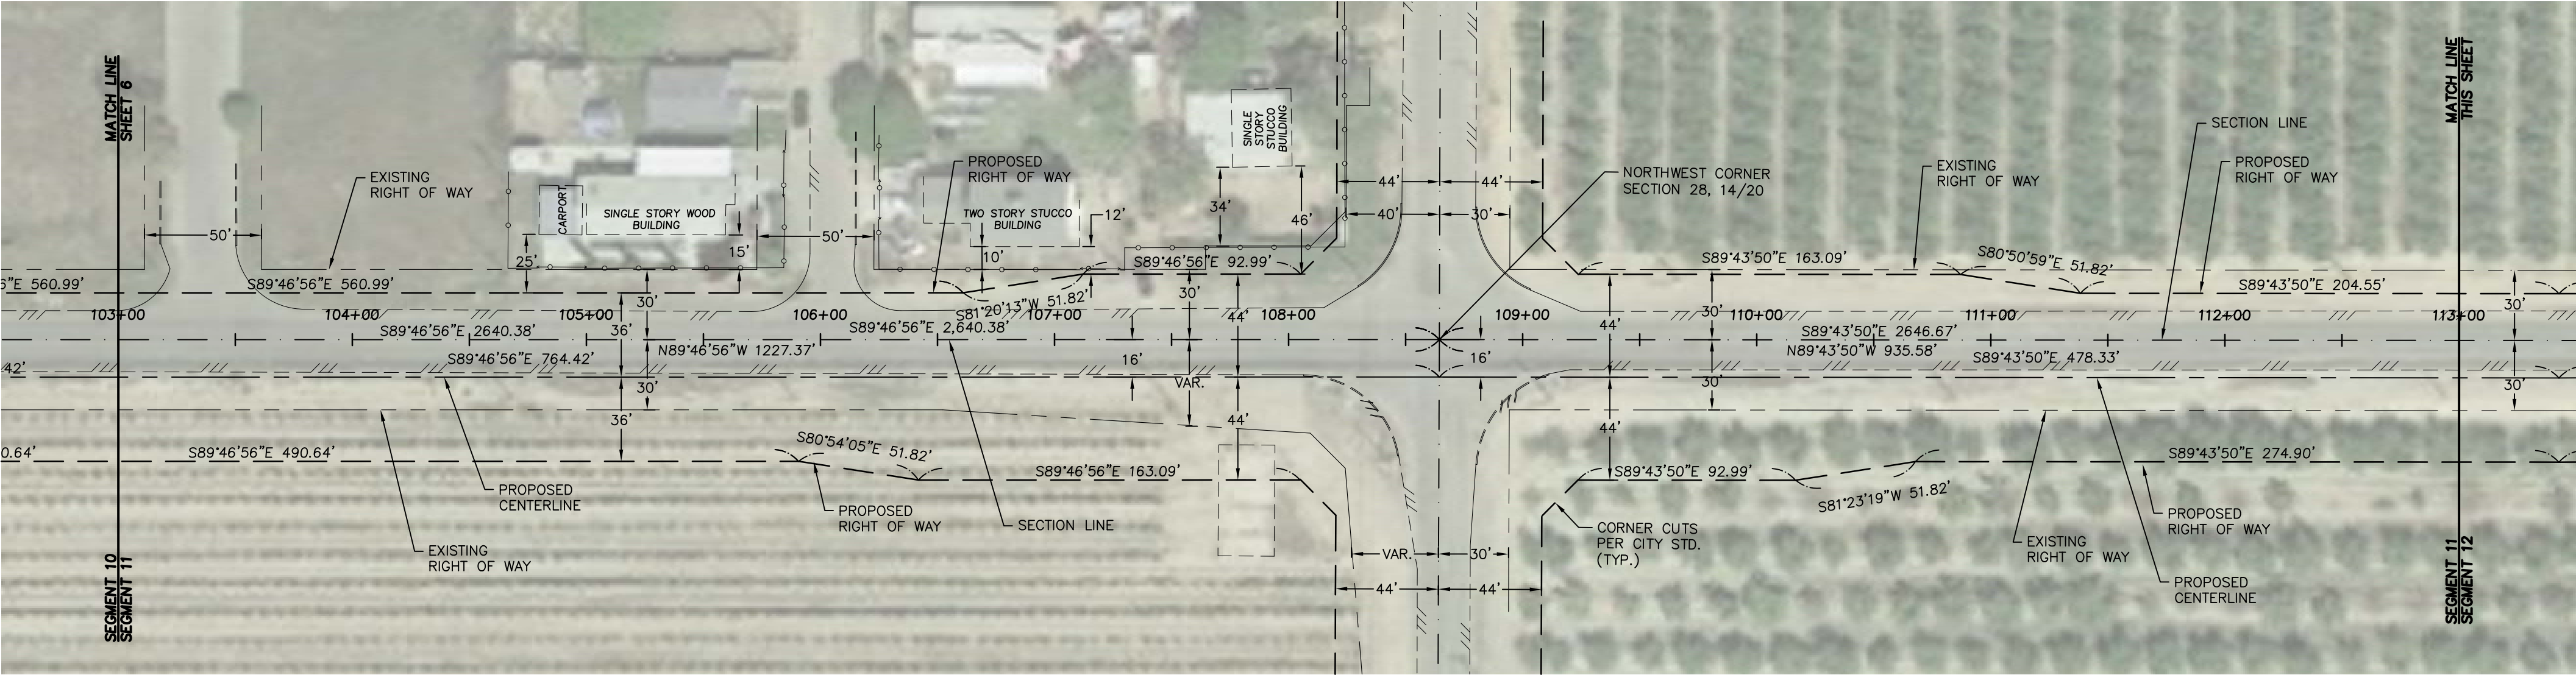 MATCH LINE
SHEET 6
EXISTING
RIGHT OF WAY
CARPORT
SINGLE STORY WOOD
BUILDING
PROPOSED
RIGHT OF WAY
TWO STORY STUCCO
BUILDING
SINGLE
STORY
STUCCO
BUILDING
NORTHWEST CORNER
SECTION 28, 14/20
EXISTING
RIGHT OF WAY
SECTION LINE
PROPOSED
RIGHT OF WAY
MATCH LINE
THIS SHEET
50'
25'
15'
50'
10'
12'
34'
46'
44'
44'
40'
30'
6"E 560.99'
S89°46'56"E 560.99'
S81°20'13"W 51.82'
S89°46'56"E 92.99'
S89°43'50"E 163.09'
S80°50'59"E 51.82'
S89°43'50"E 204.55'
103+00
104+00
105+00
106+00
107+00
108+00
109+00
110+00
111+00
112+00
113+00
30'
36'
30'
44'
44'
30'
30'
S89°46'56"E 2640.38'
S89°46'56"E 2,640.38'
S89°43'50"E 2646.67'
42'
S89°46'56"E 764.42'
N89°46'56"W 1227.37'
16'
16'
N89°43'50"W 935.58'
S89°43'50"E 478.33'
30'
36'
VAR.
44'
44'
30'
30'
0.64'
S89°46'56"E 490.64'
S80°54'05"E 51.82'
S89°46'56"E 163.09'
S89°43'50"E 92.99'
S81°23'19"W 51.82'
S89°43'50"E 274.90'
PROPOSED
CENTERLINE
PROPOSED
RIGHT OF WAY
SECTION LINE
CORNER CUTS
PER CITY STD.
(TYP.)
PROPOSED
RIGHT OF WAY
EXISTING
RIGHT OF WAY
EXISTING
RIGHT OF WAY
PROPOSED
CENTERLINE
VAR.
30'
44'
44'
SEGMENT 10
SEGMENT 11
SEGMENT 11
SEGMENT 12